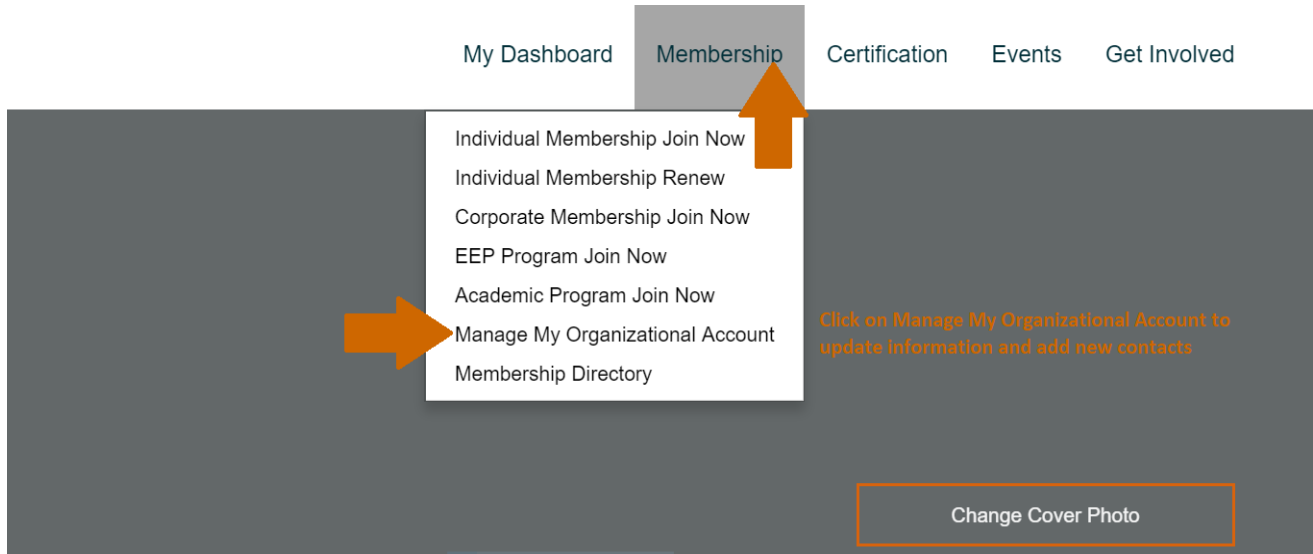 My Dashboard Membership Certification Events Get Involved
Individual Membership Join Now
Individual Membership Renew
Corporate Membership Join Now
EEP Program Join Now
Academic Program Join Now
Manage My Organizational Account
Membership Directory
Click on Manage My Organizational Account to
update information and add new contacts
Change Cover Photo